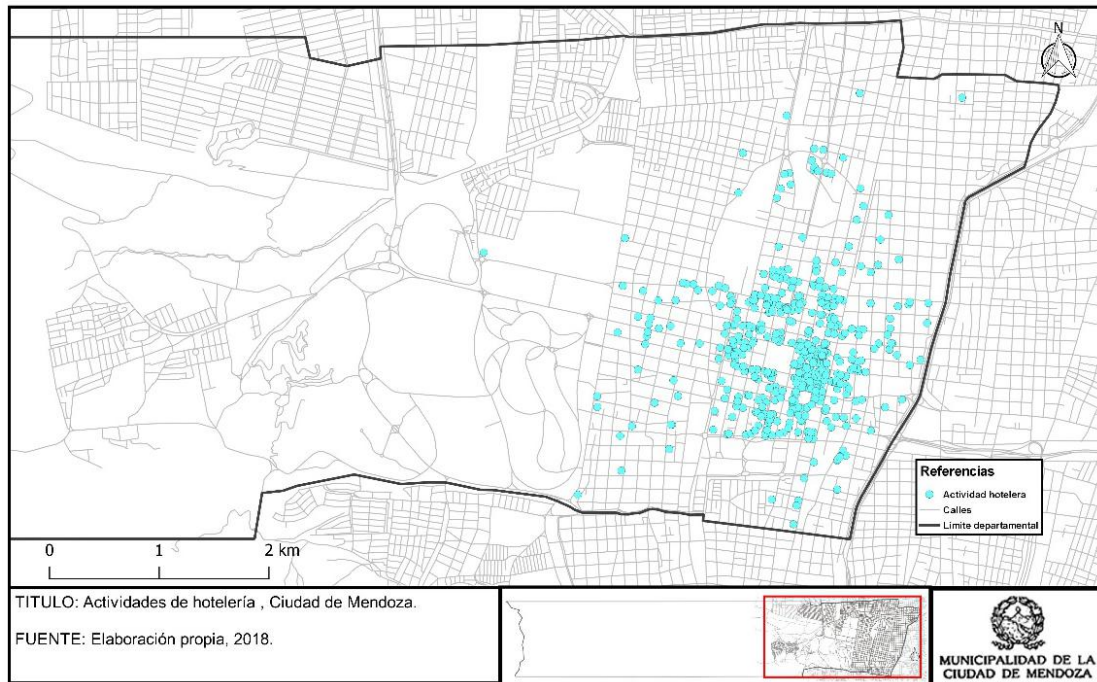 N
Referencias
Actividad hotelera
Calles
Limite departamental
0 1 2 km
TITULO: Actividades de hotelería , Ciudad de Mendoza.
FUENTE: Elaboración propia, 2018.
MUNICIPALIDAD DE LA
CIUDAD DE MENDOZA